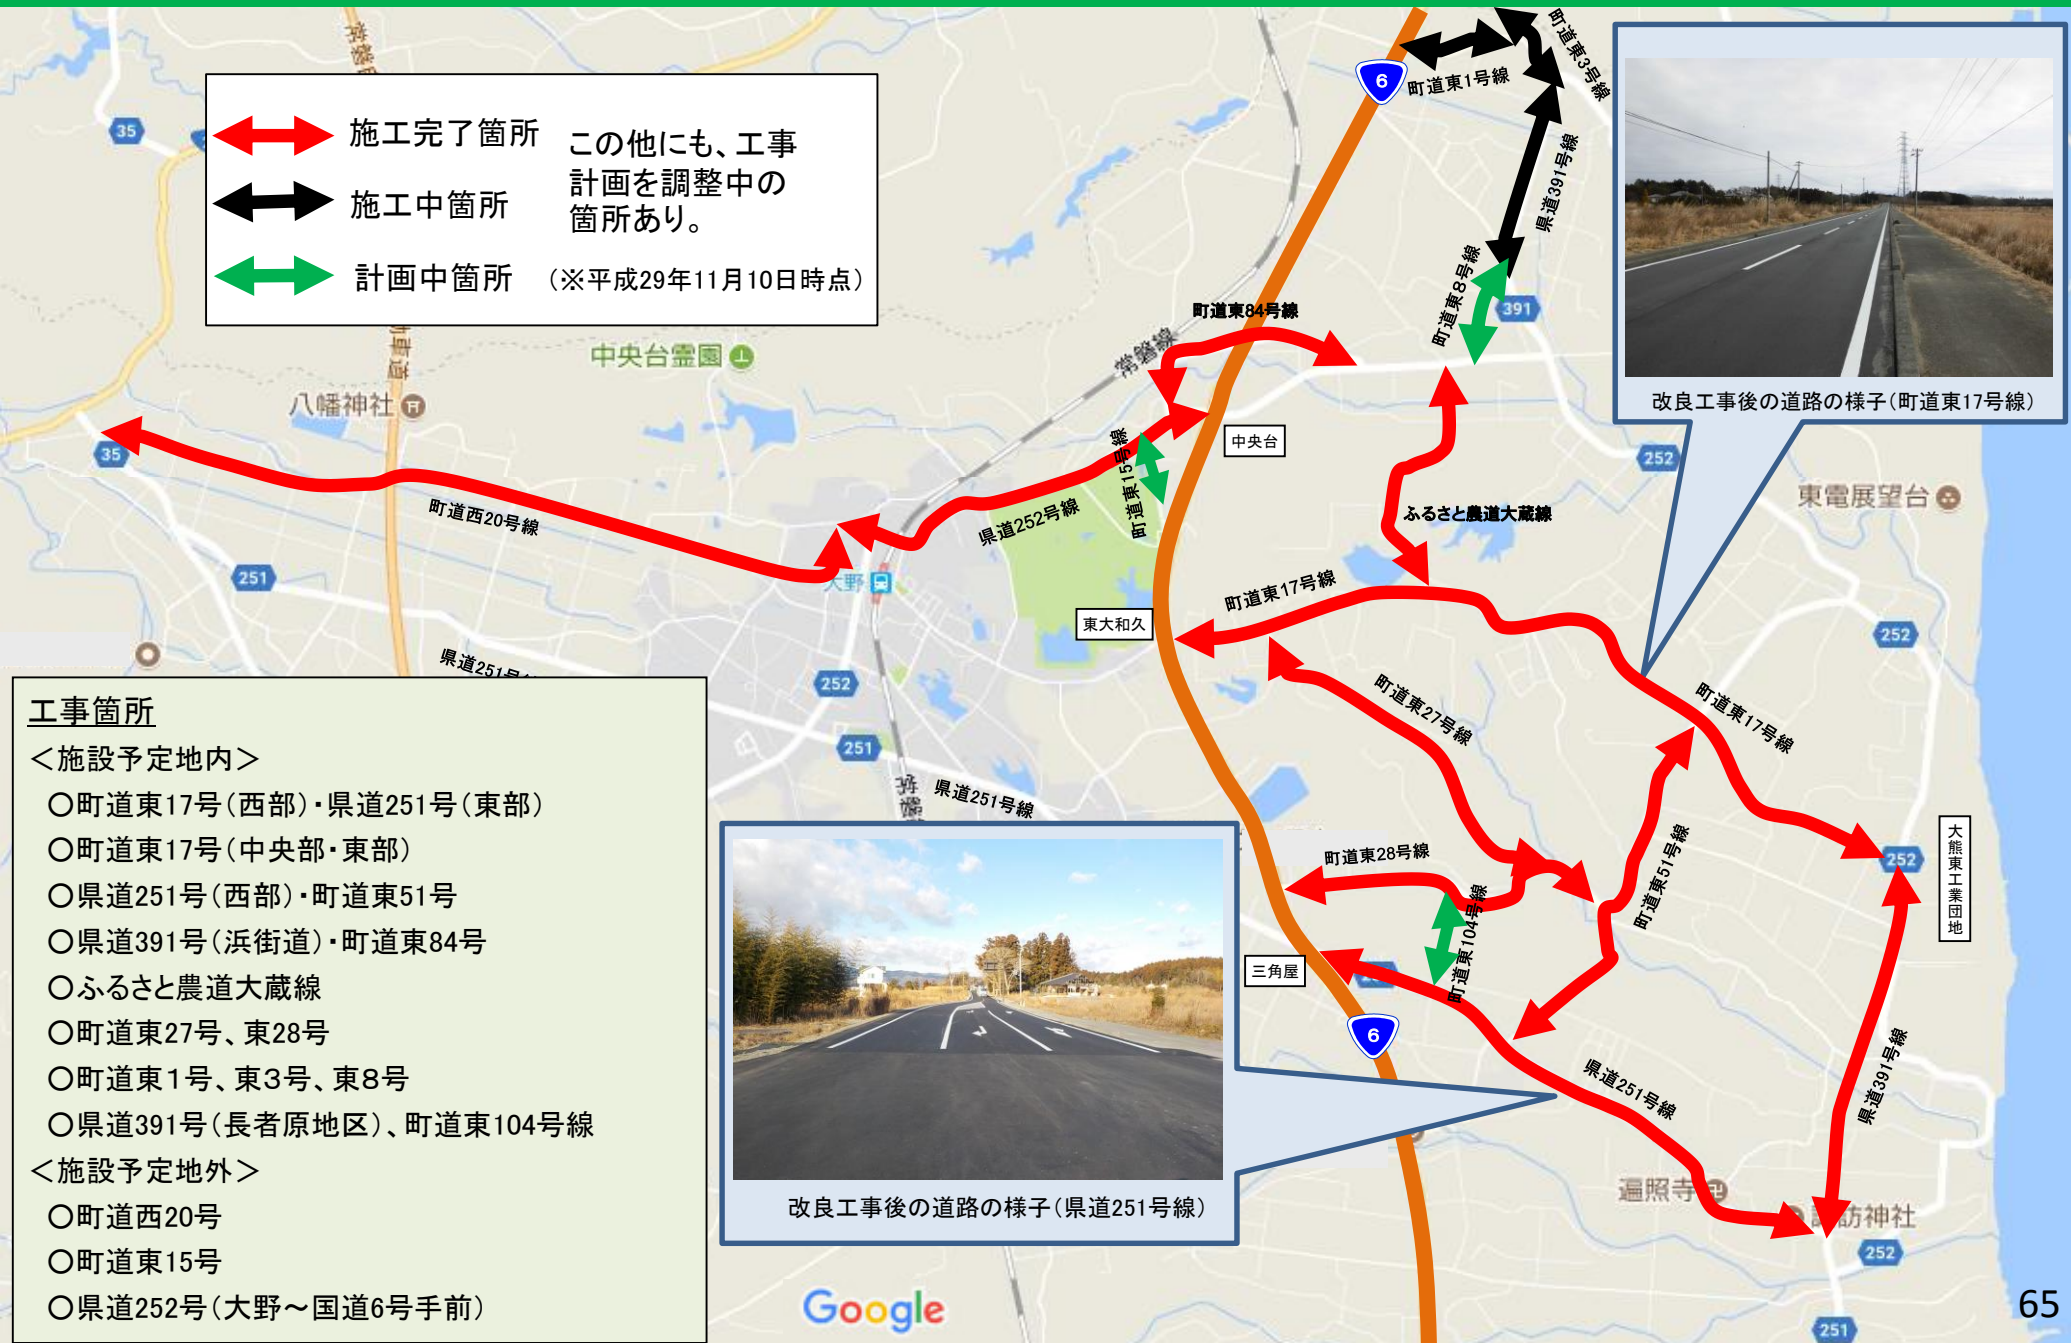 施工完了箇所
施工中箇所
計画中箇所
この他にも、工事
計画を調整中の
箇所あり。
(※平成29年11月10日時点)
35
6
町道東1号線
町道東3号線
県道391号線
町道東8号線
391
町道東84号線
常磐線
中央台霊園
八幡神社
35
町道西20号線
県道252号線
町道東15号線
中央台
252
東電展望台
ふるさと農道大蔵線
251
大野
東大和久
町道東17号線
252
252
251
県道251号線
町道東27号線
町道東17号線
町道東28号線
町道東51号線
252
大熊東工業団地
町道東104号線
三角屋
6
県道251号線
県道391号線
遍照寺
諏訪神社
252
251
改良工事後の道路の様子(町道東17号線)
改良工事後の道路の様子(県道251号線)
工事箇所
<施設予定地内>
〇町道東17号(西部)・県道251号(東部)
〇町道東17号(中央部・東部)
〇県道251号(西部)・町道東51号
〇県道391号(浜街道)・町道東84号
〇ふるさと農道大蔵線
〇町道東27号、東28号
〇町道東1号、東3号、東8号
〇県道391号(長者原地区)、町道東104号線
<施設予定地外>
〇町道西20号
〇町道東15号
〇県道252号(大野~国道6号手前)
Google
65